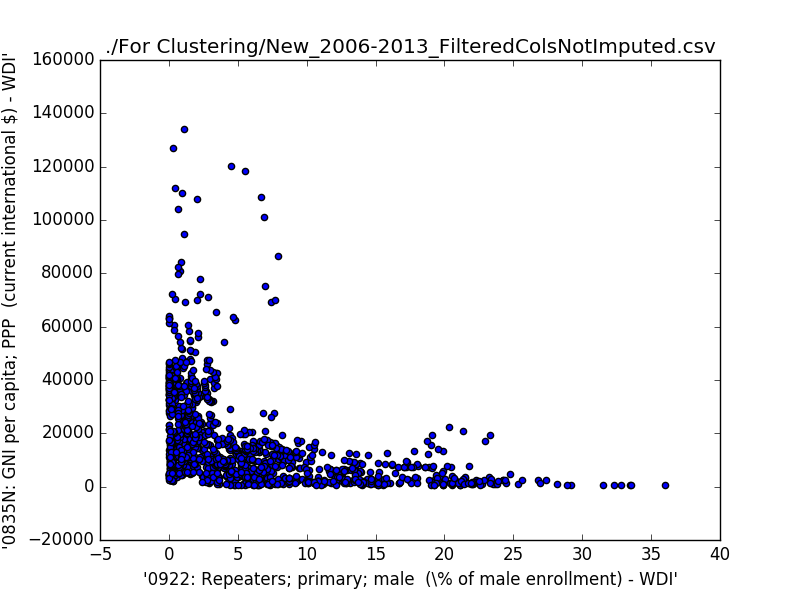 ./For Clustering/New_2006-2013_FilteredColsNotImputed.csv
160000
140000
120000
100000
80000
60000
40000
20000
0
−20000
'0835N: GNI per capita; PPP  (current international $) - WDI'
−5 0 5 10 15 20 25 30 35 40
'0922: Repeaters; primary; male  (\% of male enrollment) - WDI'